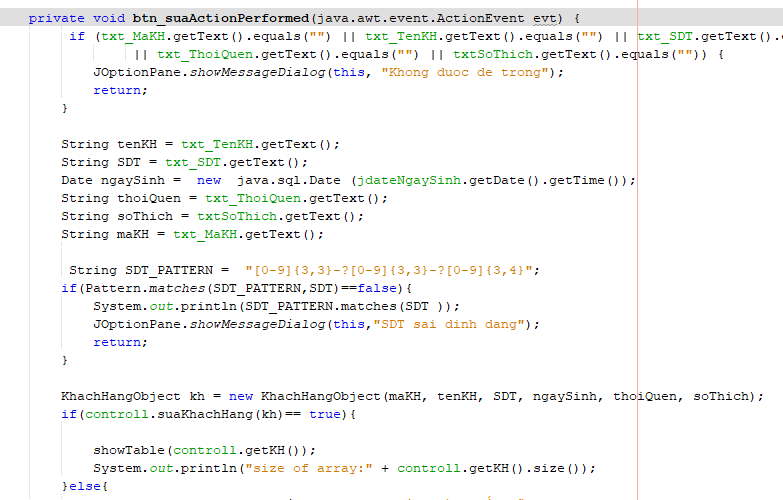 private void btn_suaActionPerformed(java.awt.event.ActionEvent evt) {
if (txt_MaKH.getText().equals("") || txt_TenKH.getText().equals("") || txt_SDT.getText().
|| txt_ThoiQuen.getText().equals("") || txtSoThich.getText().equals("")) {
JOptionPane.showMessageDialog(this, "Khong duoc de trong");
return;
}
String tenKH = txt_TenKH.getText();
String SDT = txt_SDT.getText();
Date ngaySinh =  new  java.sql.Date (jdateNgaySinh.getDate().getTime());
String thoiQuen = txt_ThoiQuen.getText();
String soThich = txtSoThich.getText();
String maKH = txt_MaKH.getText();
String SDT_PATTERN =  "[0-9]{3,3}-?[0-9]{3,3}-?[0-9]{3,4}";
if(Pattern.matches(SDT_PATTERN,SDT)==false){
System.out.println(SDT_PATTERN.matches(SDT ));
JOptionPane.showMessageDialog(this,"SDT sai dinh dang");
return;
}
KhachHangObject kh = new KhachHangObject(maKH, tenKH, SDT, ngaySinh, thoiQuen, soThich);
if(controll.suaKhachHang(kh)== true){
showTable(controll.getKH());
System.out.println("size of array:" + controll.getKH().size());
}else{